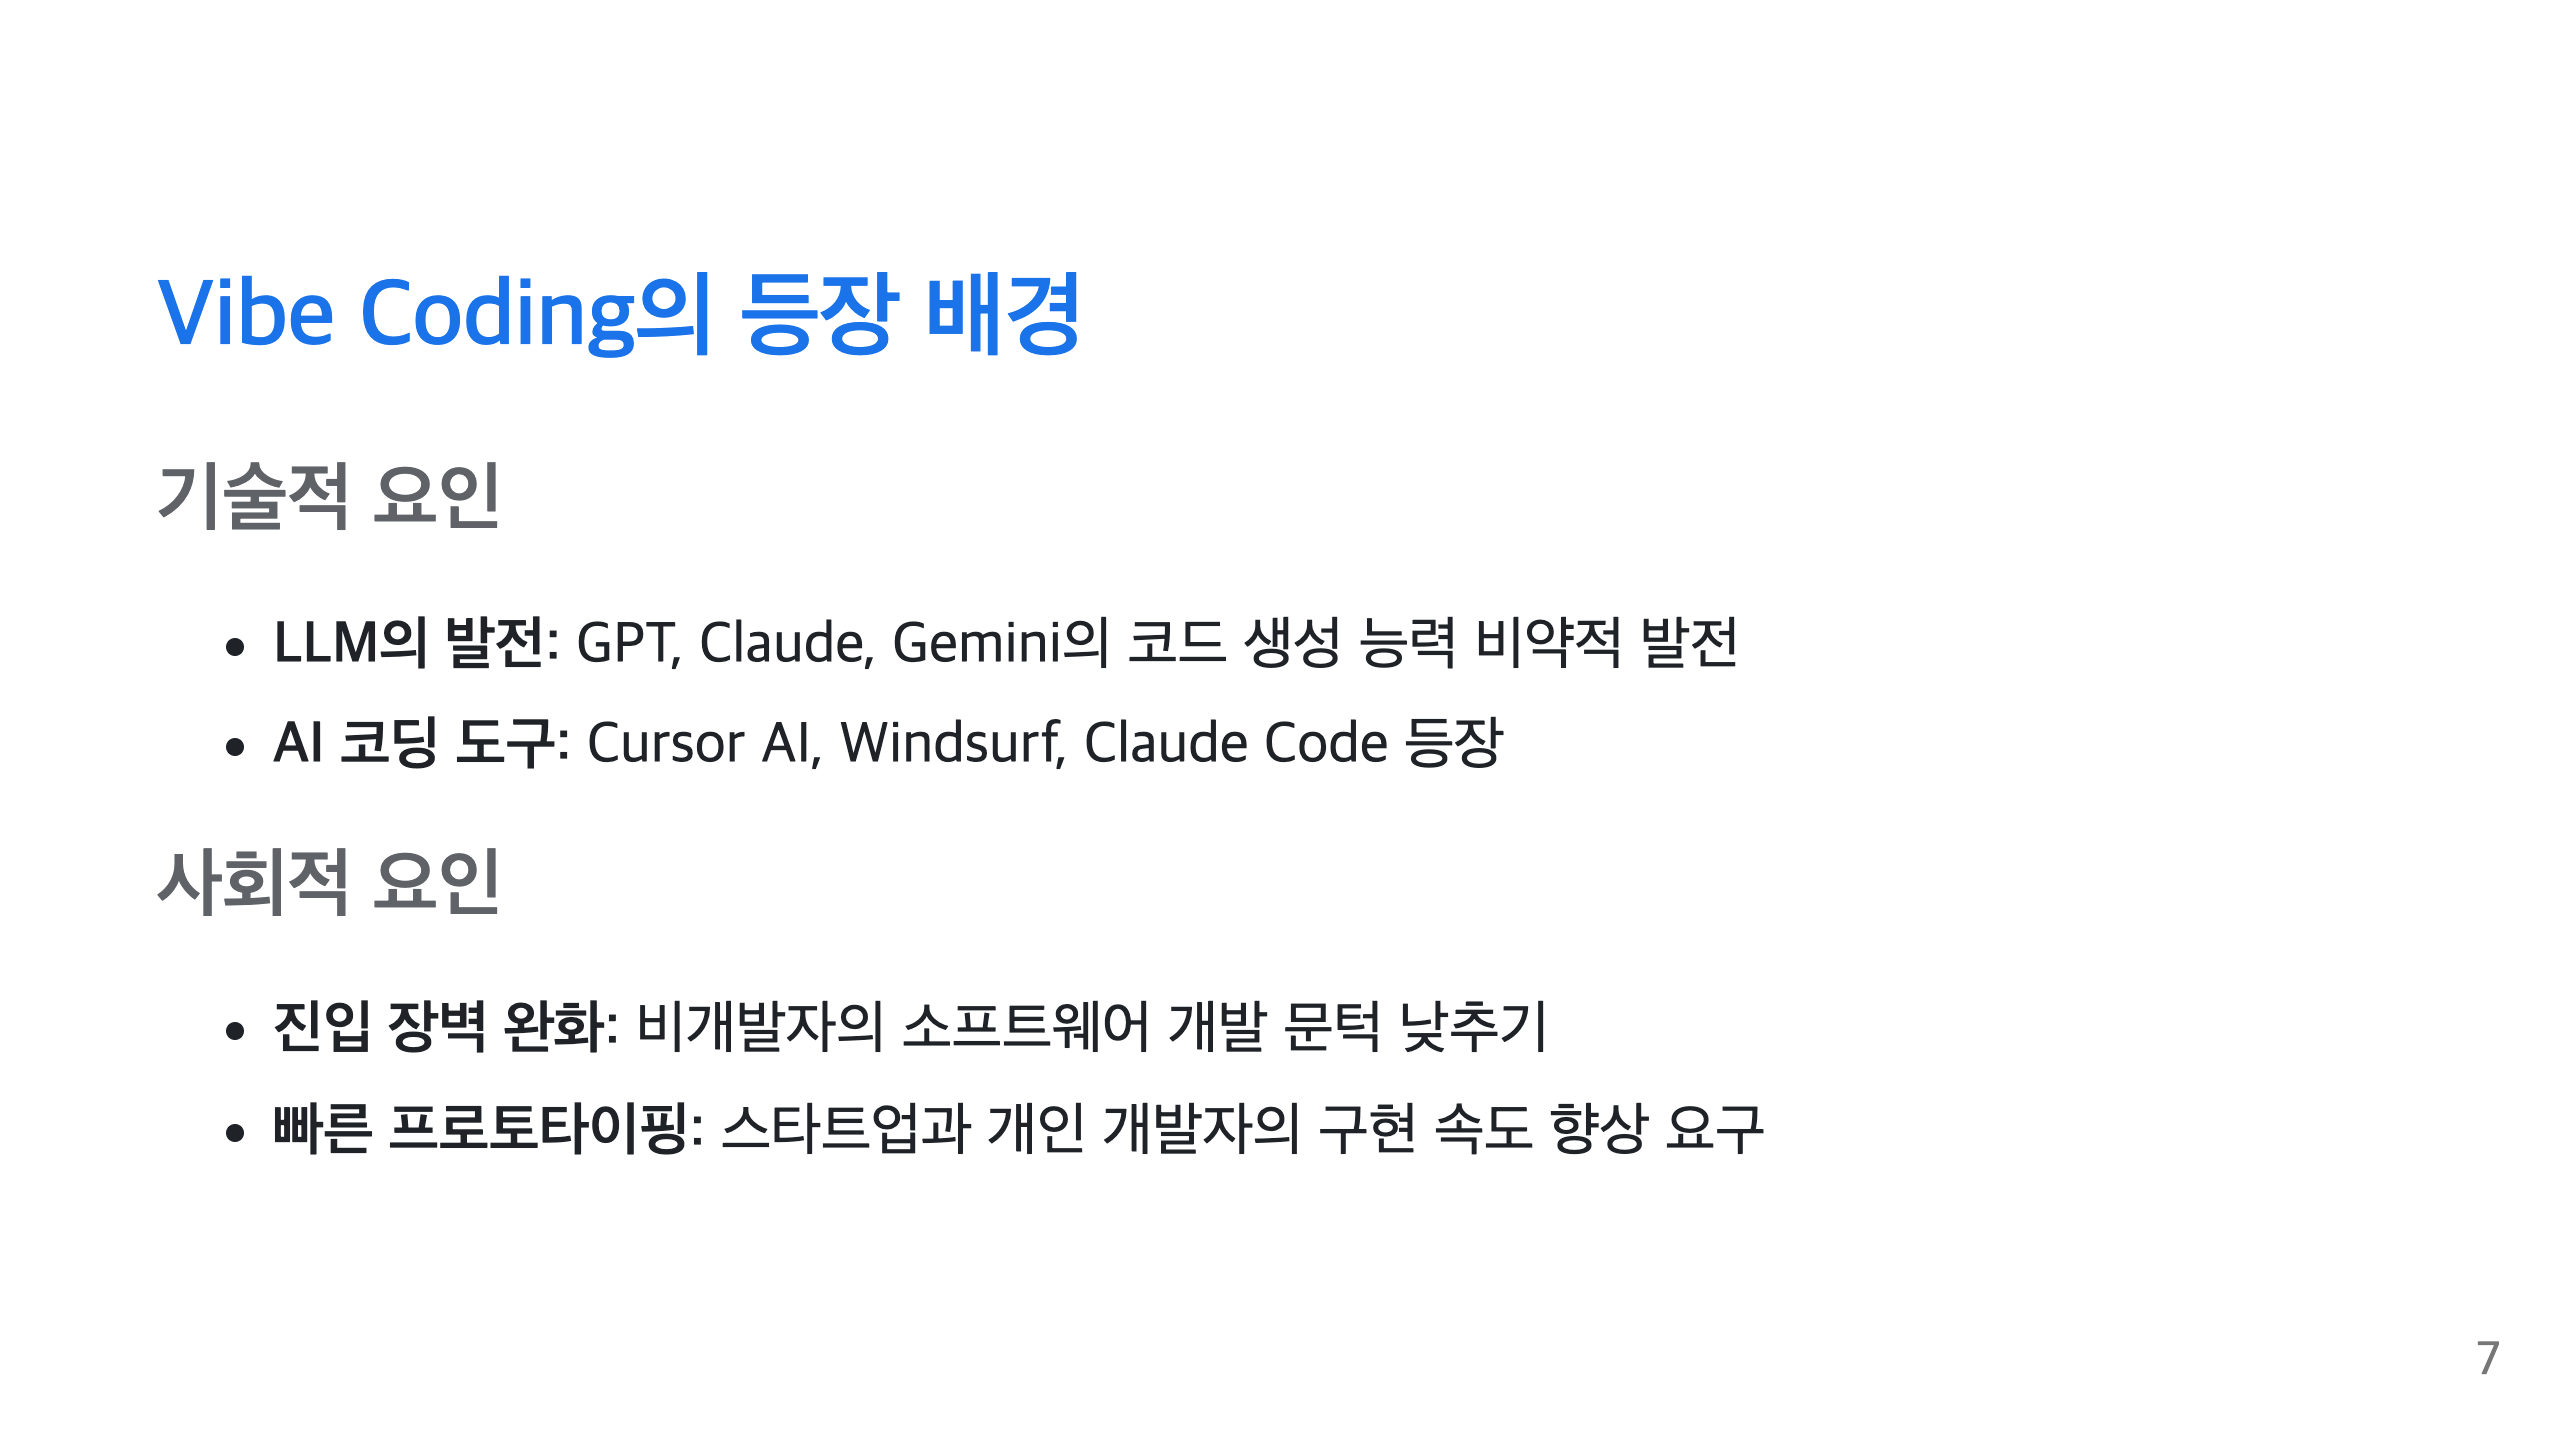 Vibe Coding의 등장 배경
기술적 요인
• LLM의 발전: GPT, Claude, Gemini의 코드 생성 능력 비약적 발전
• AI 코딩 도구: Cursor AI, Windsurf, Claude Code 등장
사회적 요인
• 진입 장벽 완화: 비개발자의 소프트웨어 개발 문턱 낮추기
• 빠른 프로토타이핑: 스타트업과 개인 개발자의 구현 속도 향상 요구
7